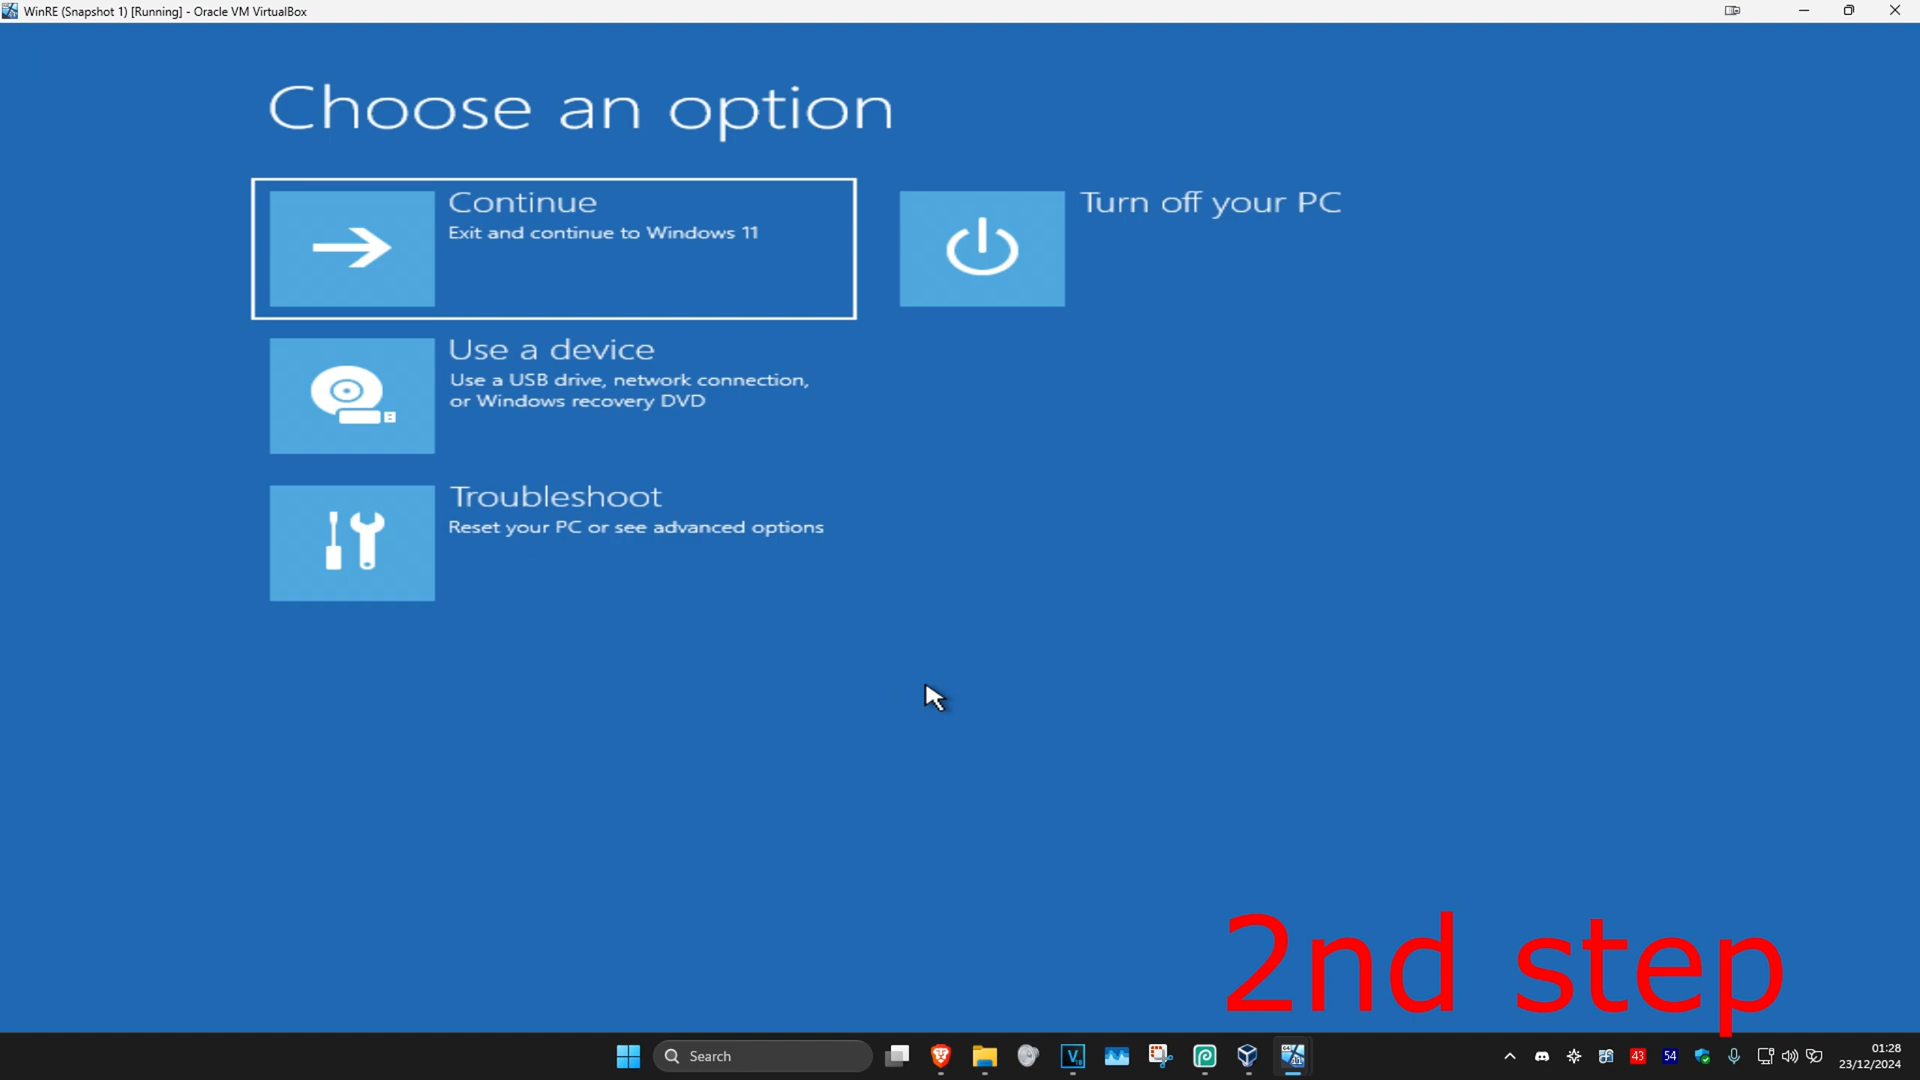 WinRE (Snapshot 1) [Running] - Oracle VM VirtualBox
Choose an option
Continue
Exit and continue to Windows 11
Turn off your PC
Use a device
Use a USB drive, network connection,
or Windows recovery DVD
Troubleshoot
Reset your PC or see advanced options
2nd step
Search
43
54
01:28
23/12/2024